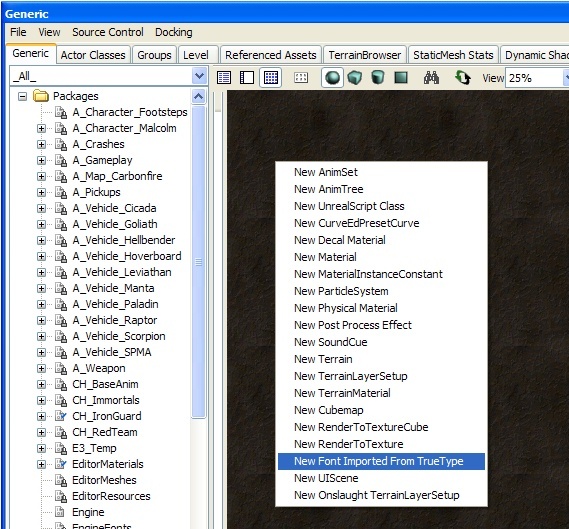 Generic
File View Source Control Docking
Generic Actor Classes Groups Level Referenced Assets TerrainBrowser StaticMesh Stats Dynamic Shad
_All_
View 25%
Packages
A_Character_Footsteps
A_Character_Malcolm
A_Crashes
A_Gameplay
A_Map_Carbonfire
A_Pickups
A_Vehicle_Cicada
A_Vehicle_Goliath
A_Vehicle_Hellbender
A_Vehicle_Hoverboard
A_Vehicle_Leviathan
A_Vehicle_Manta
A_Vehicle_Paladin
A_Vehicle_Raptor
A_Vehicle_Scorpion
A_Vehicle_SPMA
A_Weapon
CH_BaseAnim
CH_Immortals
CH_IronGuard
CH_RedTeam
E3_Temp
EditorMaterials
EditorMeshes
EditorResources
Engine
EngineFonts
New AnimSet
New AnimTree
New UnrealScript Class
New CurveEdPresetCurve
New Decal Material
New Material
New MaterialInstanceConstant
New ParticleSystem
New Physical Material
New Post Process Effect
New SoundCue
New Terrain
New TerrainLayerSetup
New TerrainMaterial
New Cubemap
New RenderToTextureCube
New RenderToTexture
New Font Imported From TrueType
New UIScene
New Onslaught TerrainLayerSetup